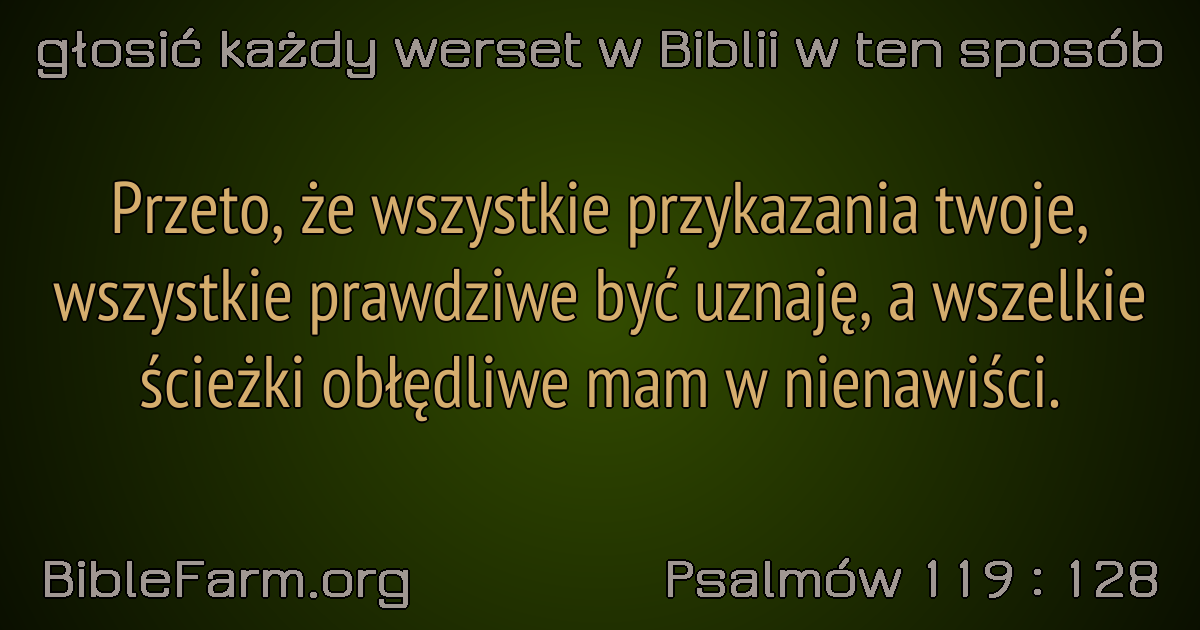 głosić każdy werset w Biblii w ten sposób
Przeto, że wszystkie przykazania twoje,
wszystkie prawdziwe być uznaję, a wszelkie
ścieżki obłędliwe mam w nienawiści.
BibleFarm.org
Psalmów 119 : 128